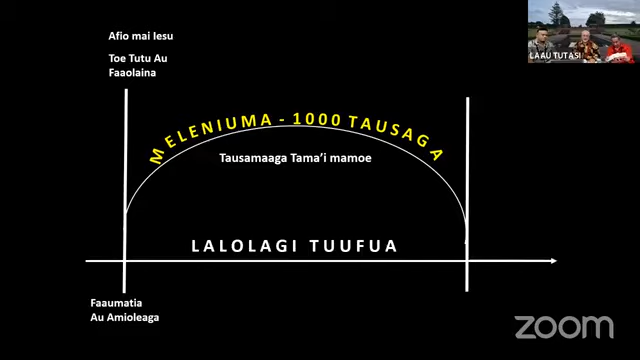 Afio mai Iesu
Toe Tutu Au
Faaolaina
MELENIUMA - 1000 TAUSAGA
Tausamaaga Tama'i mamoe
LALOLAGI TUUFUA
Faaumatia
Au Amioleaga
LAAU TUTASI
zoom